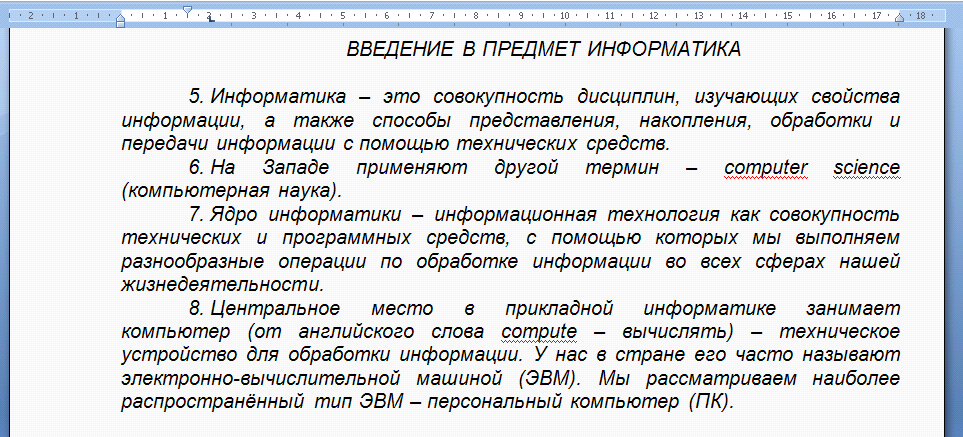 2 1 1 2 3 4 5 6 7 8 9 10 11 12 13 14 15 16 17 18
ВВЕДЕНИЕ В ПРЕДМЕТ ИНФОРМАТИКА
5. Информатика – это совокупность дисциплин, изучающих свойства
информации, а также способы представления, накопления, обработки и
передачи информации с помощью технических средств.
6. На Западе применяют другой термин – computer science
(компьютерная наука).
7. Ядро информатики – информационная технология как совокупность
технических и программных средств, с помощью которых мы выполняем
разнообразные операции по обработке информации во всех сферах нашей
жизнедеятельности.
8. Центральное место в прикладной информатике занимает
компьютер (от английского слова compute – вычислять) – техническое
устройство для обработки информации. У нас в стране его часто называют
электронно-вычислительной машиной (ЭВМ). Мы рассматриваем наиболее
распространённый тип ЭВМ – персональный компьютер (ПК).